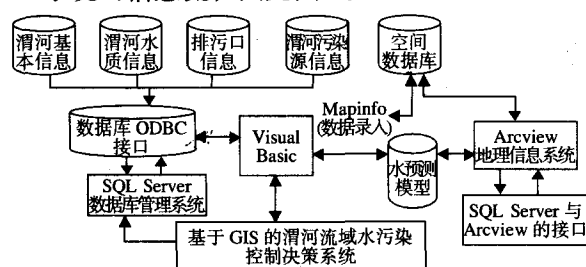 渭河基
本信息
渭河水
质信息
排污口
信息
渭河污染
源信息
空间
数据库
Mapinfo
(数据录入)
数据库 ODBC
接口
Visual
Basic
水预测
模型
Arcview
地理信息系统
SQL Server
数据库管理系统
SQL Server 与
Arcview 的接口
基于 GIS 的渭河流域水污染
控制决策系统